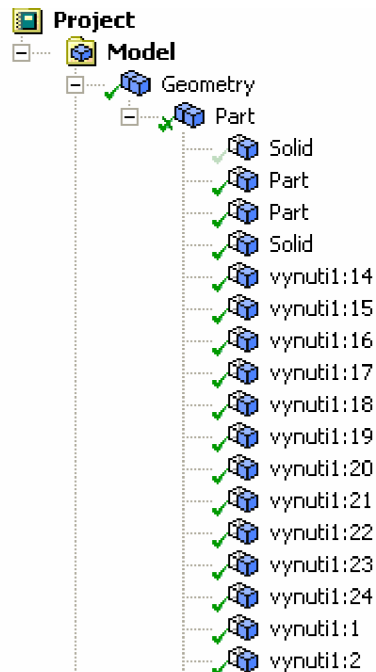 Project
Model
Geometry
Part
Solid
Part
Part
Solid
vynuti1:14
vynuti1:15
vynuti1:16
vynuti1:17
vynuti1:18
vynuti1:19
vynuti1:20
vynuti1:21
vynuti1:22
vynuti1:23
vynuti1:24
vynuti1:1
vynuti1:2